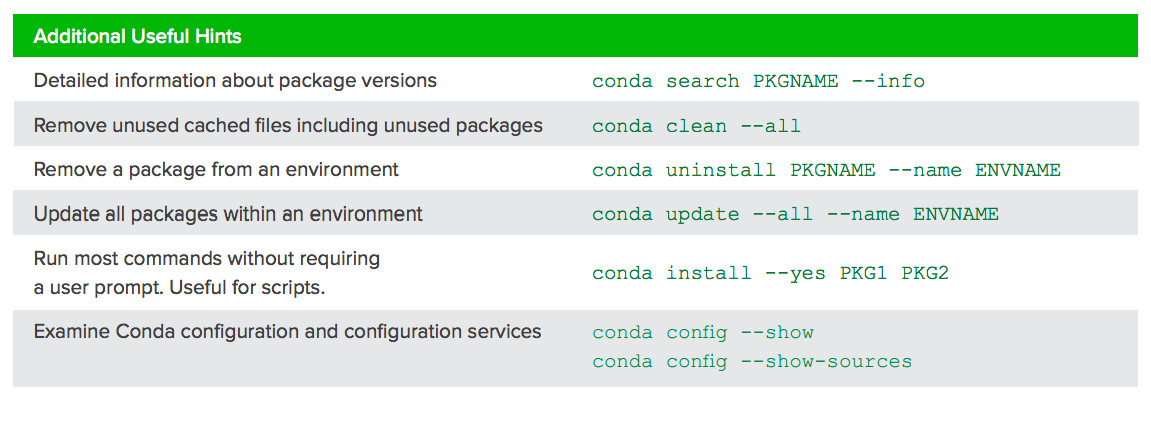 Additional Useful Hints
Detailed information about package versions
conda search PKGNAME --info
Remove unused cached files including unused packages
conda clean --all
Remove a package from an environment
conda uninstall PKGNAME --name ENVNAME
Update all packages within an environment
conda update --all --name ENVNAME
Run most commands without requiring
a user prompt. Useful for scripts.
conda install --yes PKG1 PKG2
Examine Conda configuration and configuration services
conda config --show
conda config --show-sources